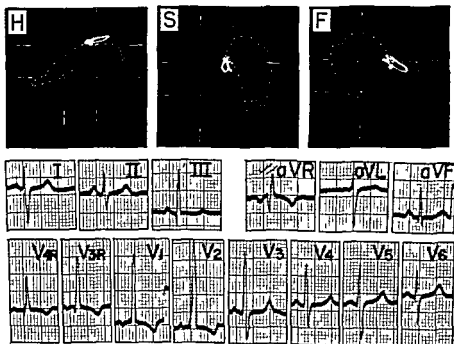 H S F
I II III aVR aVL aVF
V4R V3R V1 V2 V3 V4 V5 V6